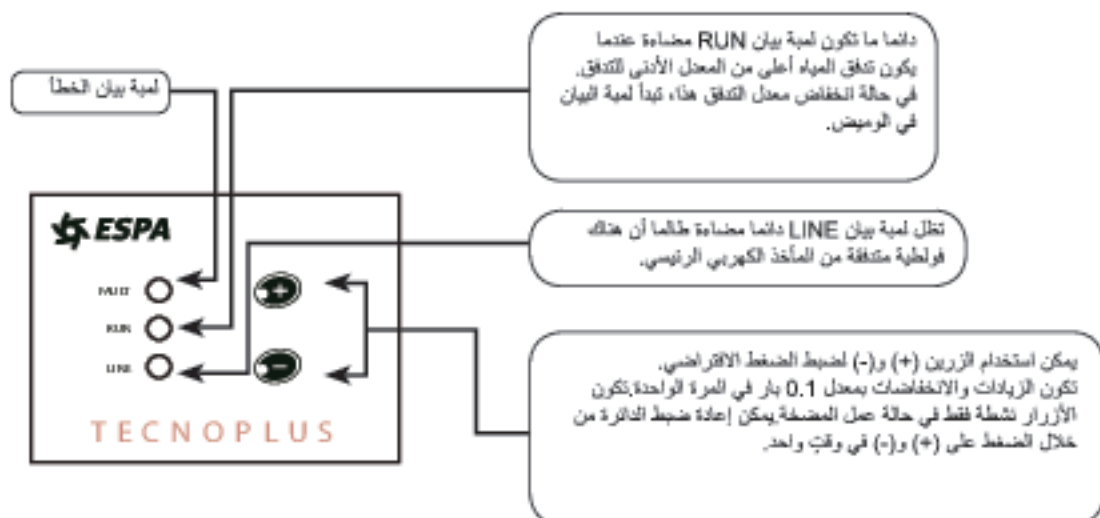 دائما ما تكون لمبة بيان RUN مضاءة عندما
يكون تدفق المياه أعلى من المعدل الأدنى للتدفق.
في حالة انخفاض معدل التدفق هذا، تبدأ لمبة البيان
في الوميض.
لمبة بيان الخطأ
ESPA
تظل لمبة بيان LINE دائما مضاءة طالما أن هناك
فولطية متدفقة من المأخذ الكهربي الرئيسي.
FAULT
RUN
LINE
TECNOPLUS
يمكن استخدام الزرين (+) و(-) لضبط الضغط الافتراضي.
تكون الزيادات والانخفاضات بمعدل 0.1 بار في المرة الواحدة.تكون
الأزرار نشطة فقط في حالة عمل المضخة.يمكن إعادة ضبط الدائرة من
خلال الضغط على (+) و(-) في وقتٍ واحد.